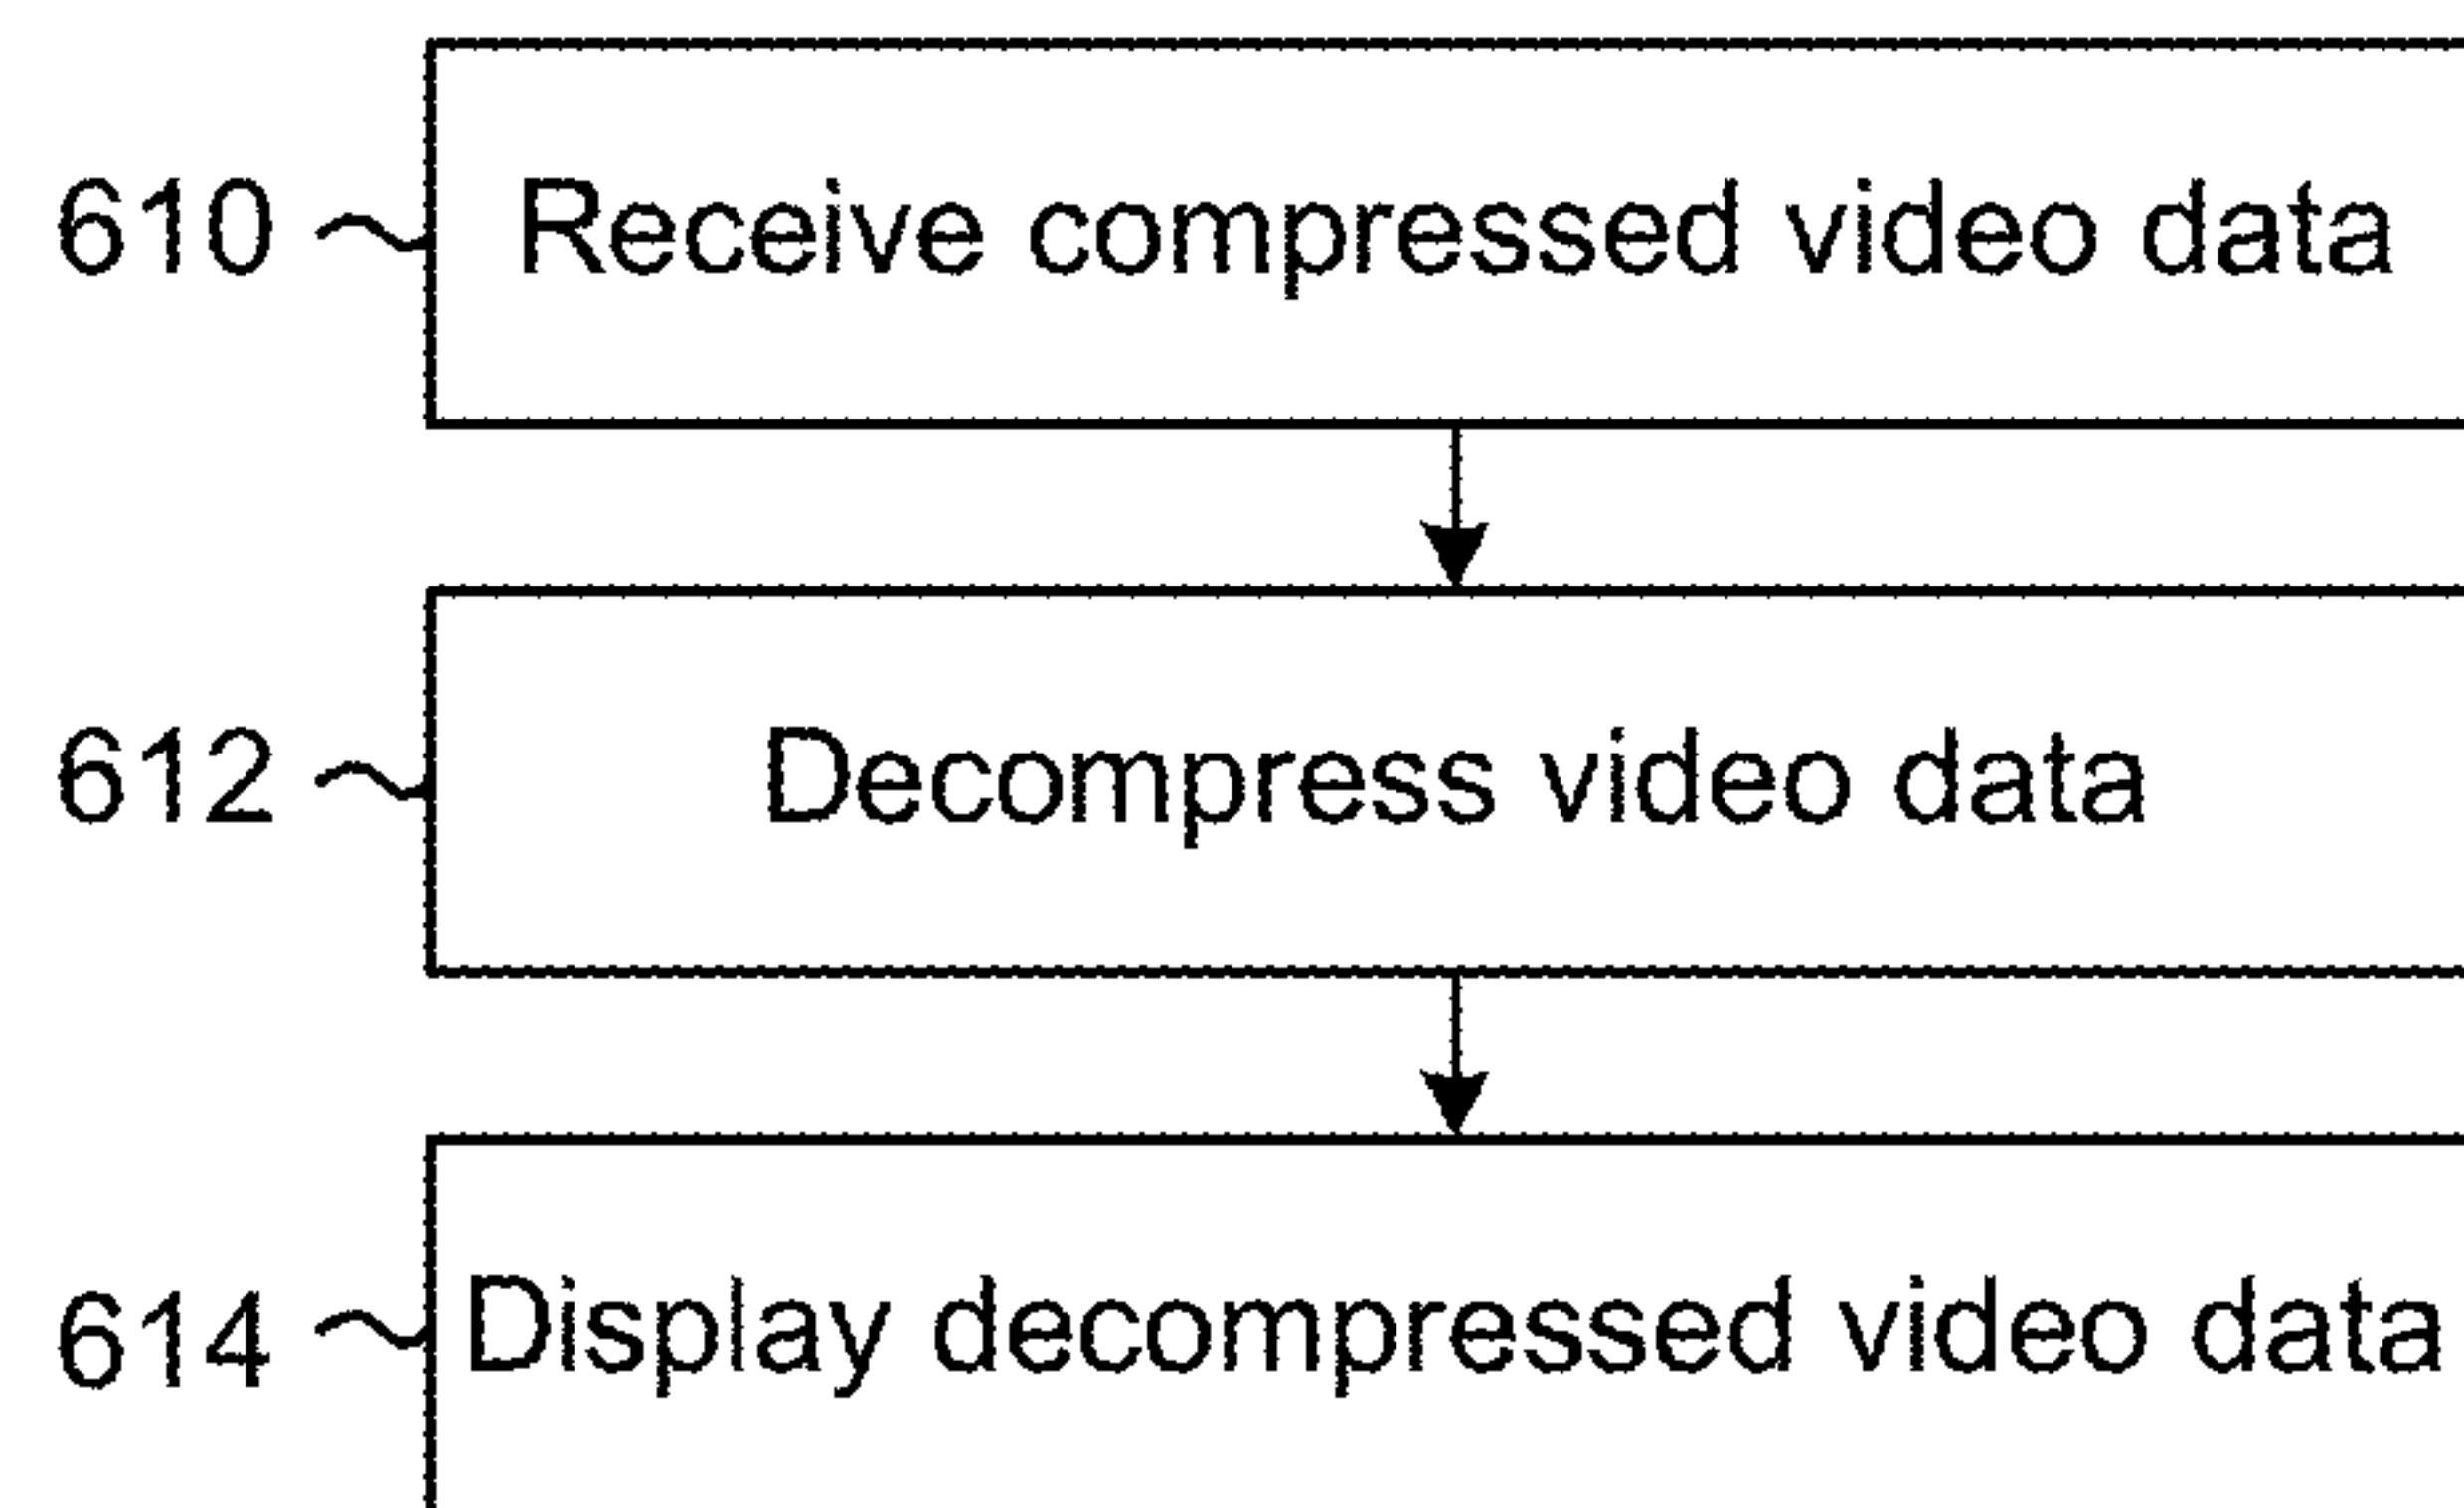 610 Receive compressed video data
612 Decompress video data
614 Display decompressed video data